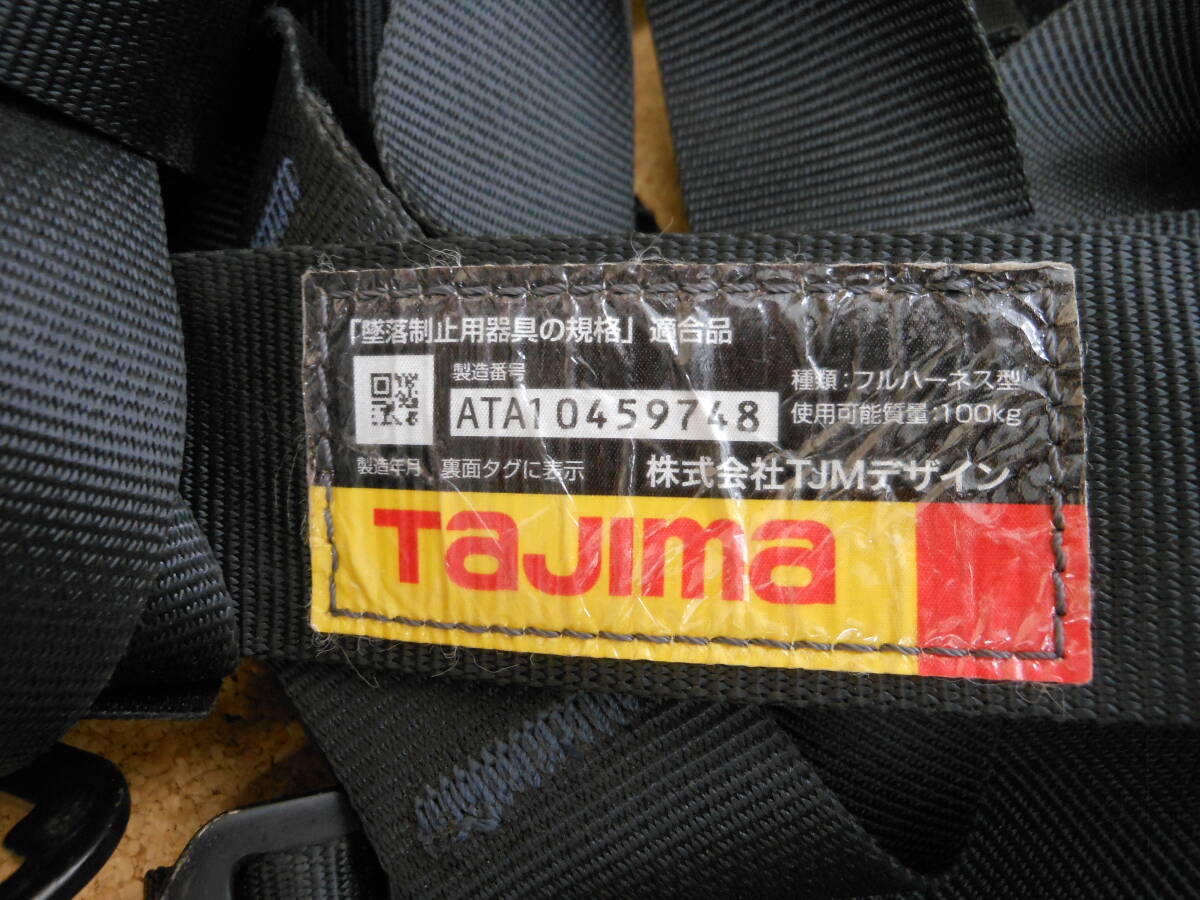 「墜落制止用器具の規格」適合品
製造番号
ATA10459748
種類:フルハーネス型
使用可能質量:100kg
製造年月 裏面タグに表示
株式会社TJMデザイン
TaJIma